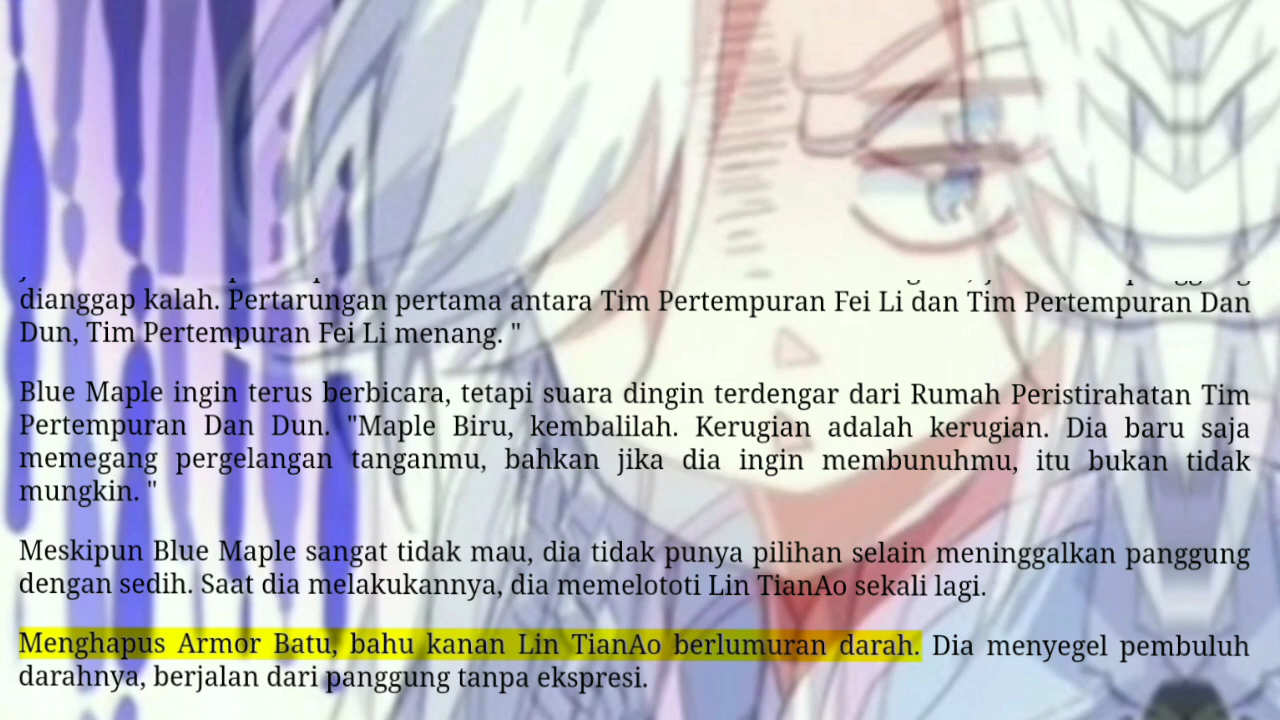 dianggap kalah. Pertarungan pertama antara Tim Pertempuran Fei Li dan Tim Pertempuran Dan
Dun, Tim Pertempuran Fei Li menang. "
Blue Maple ingin terus berbicara, tetapi suara dingin terdengar dari Rumah Peristirahatan Tim
Pertempuran Dan Dun. "Maple Biru, kembalilah. Kerugian adalah kerugian. Dia baru saja
memegang pergelangan tanganmu, bahkan jika dia ingin membunuhmu, itu bukan tidak
mungkin. "
Meskipun Blue Maple sangat tidak mau, dia tidak punya pilihan selain meninggalkan panggung
dengan sedih. Saat dia melakukannya, dia memelototi Lin TianAo sekali lagi.
Menghapus Armor Batu, bahu kanan Lin TianAo berlumuran darah. Dia menyegel pembuluh
darahnya, berjalan dari panggung tanpa ekspresi.